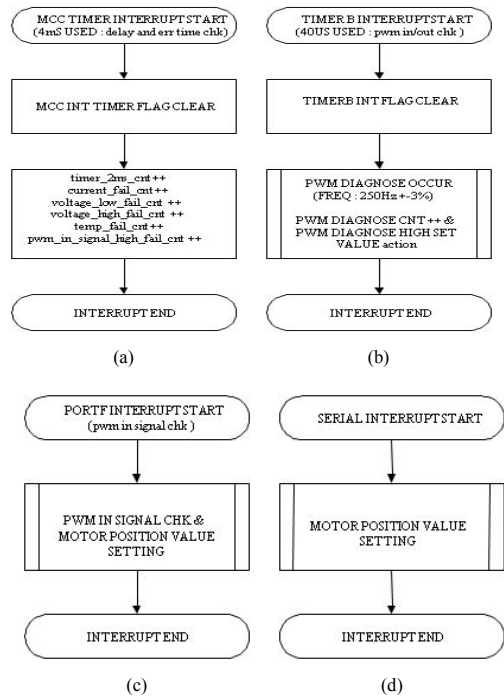 MCC TIMER INTERRUPT START
(4mS USED : delay and err time chk)
MCC INT TIMER FLAG CLEAR
timer_2ms_cnt ++
current_fail_cnt ++
voltage_low_fail_cnt ++
voltage_high_fail_cnt ++
temp_fail_cnt ++
pwm_in_signal_high_fail_cnt ++
INTERRUPT END
(a)
TIMER B INTERRUPT START
(40US USED : pwm in/out chk )
TIMERB INT FLAG CLEAR
PWM DIAGNOSE OCCUR
(FREQ : 250Hz +-3%)
PWM DIAGNOSE CNT ++ &
PWM DIAGNOSE HIGH SET
VALUE action
INTERRUPT END
(b)
PORTF INTERRUPT START
(pwm in signal chk )
PWM IN SIGNAL CHK &
MOTOR POSITION VALUE
SETTING
INTERRUPT END
(c)
SERIAL INTERRUPT START
MOTOR POSITION VALUE
SETTING
INTERRUPT END
(d)